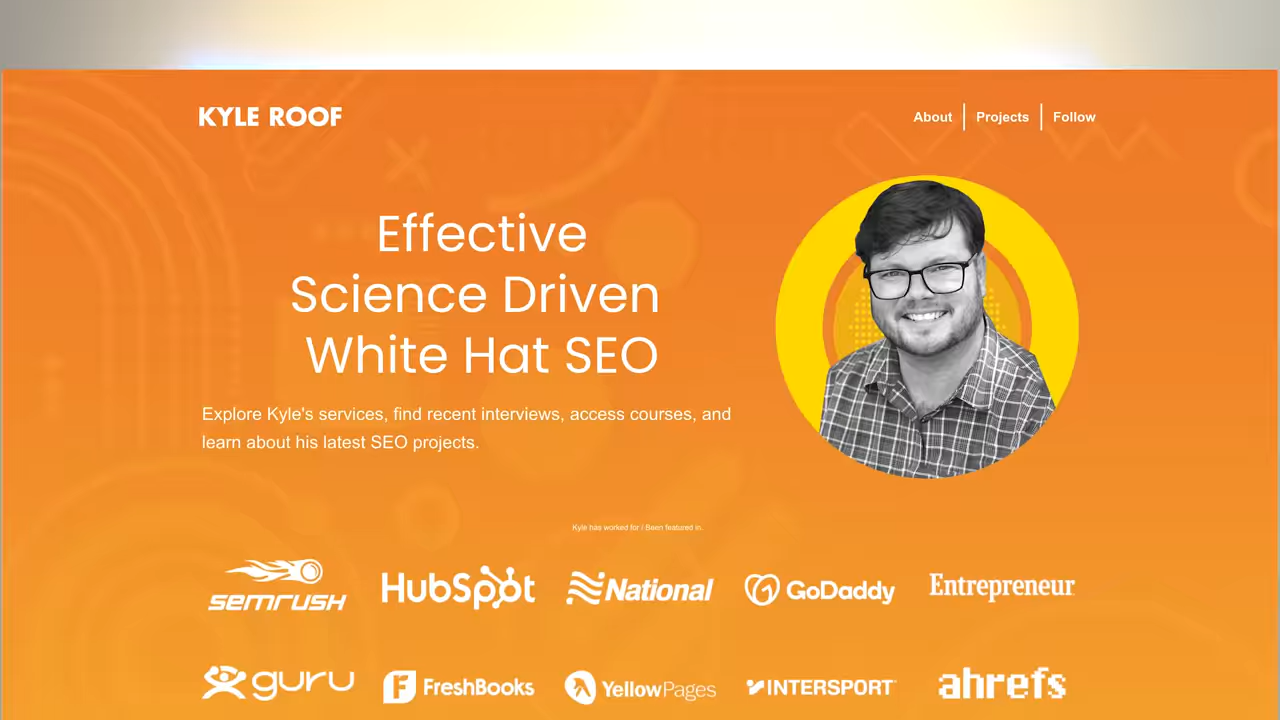 KYLE ROOF
About
Projects
Follow
Effective
Science Driven
White Hat SEO
Explore Kyle's services, find recent interviews, access courses, and
learn about his latest SEO projects.
Kyle has worked for / Been featured in.
SEMRUSH
HubSpot
National
GoDaddy
Entrepreneur
guru
FreshBooks
YellowPages
INTERSPORT
ahrefs